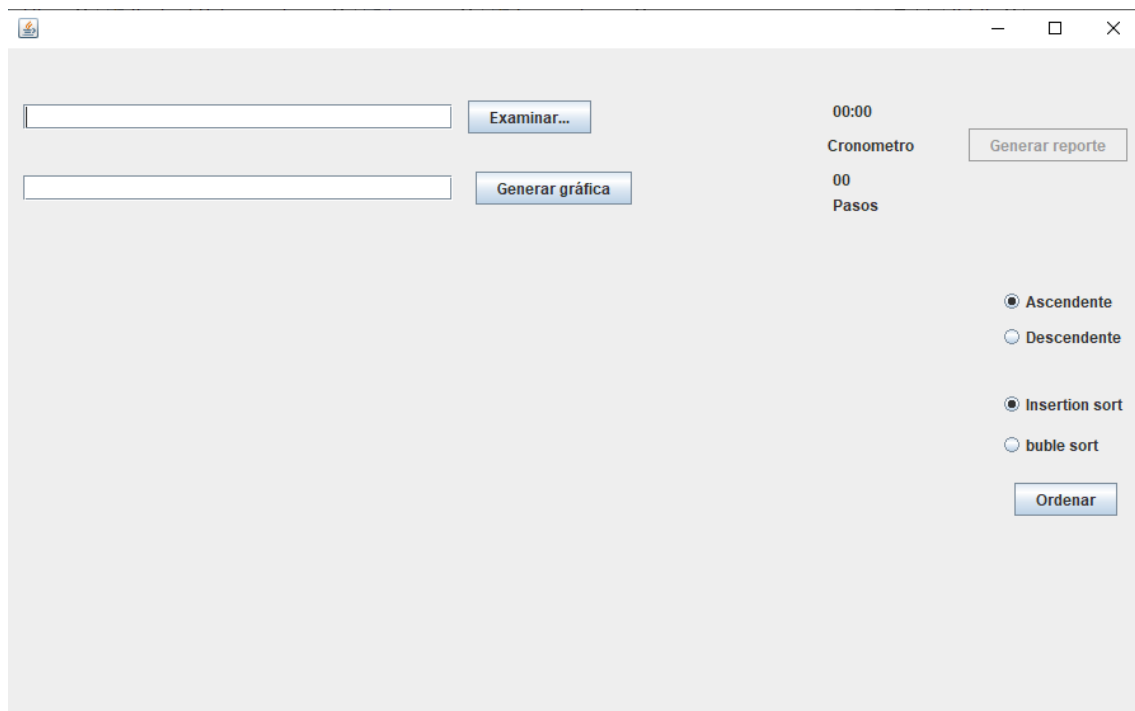 Examinar...
00:00
Cronometro
Generar reporte
Generar gráfica
00
Pasos
Ascendente
Descendente
Insertion sort
buble sort
Ordenar